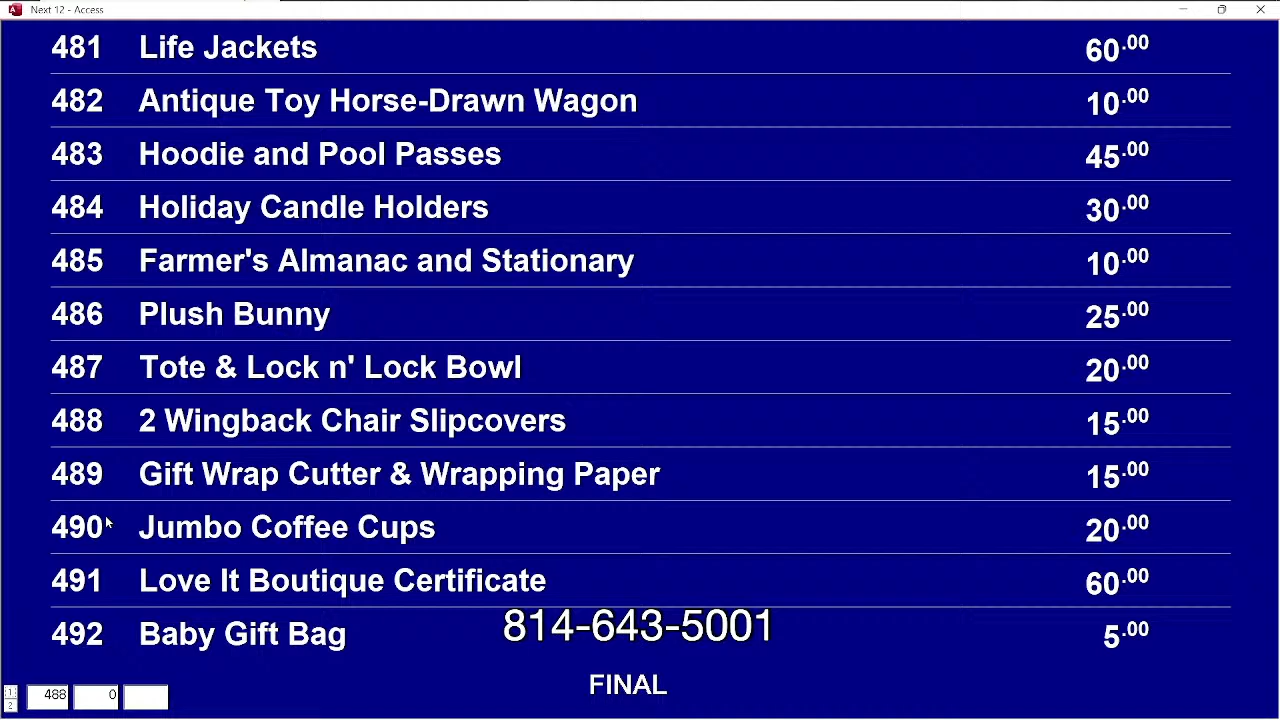 Next 12 - Access
481 Life Jackets 60.00
482 Antique Toy Horse-Drawn Wagon 10.00
483 Hoodie and Pool Passes 45.00
484 Holiday Candle Holders 30.00
485 Farmer's Almanac and Stationary 10.00
486 Plush Bunny 25.00
487 Tote & Lock n' Lock Bowl 20.00
488 2 Wingback Chair Slipcovers 15.00
489 Gift Wrap Cutter & Wrapping Paper 15.00
490 Jumbo Coffee Cups 20.00
491 Love It Boutique Certificate 60.00
492 Baby Gift Bag 5.00
814-643-5001
FINAL
1
2
488 0